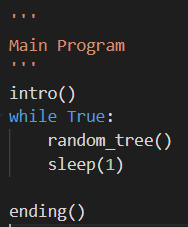 '''
Main Program
'''
intro()
while True:
    random_tree()
    sleep(1)

ending()